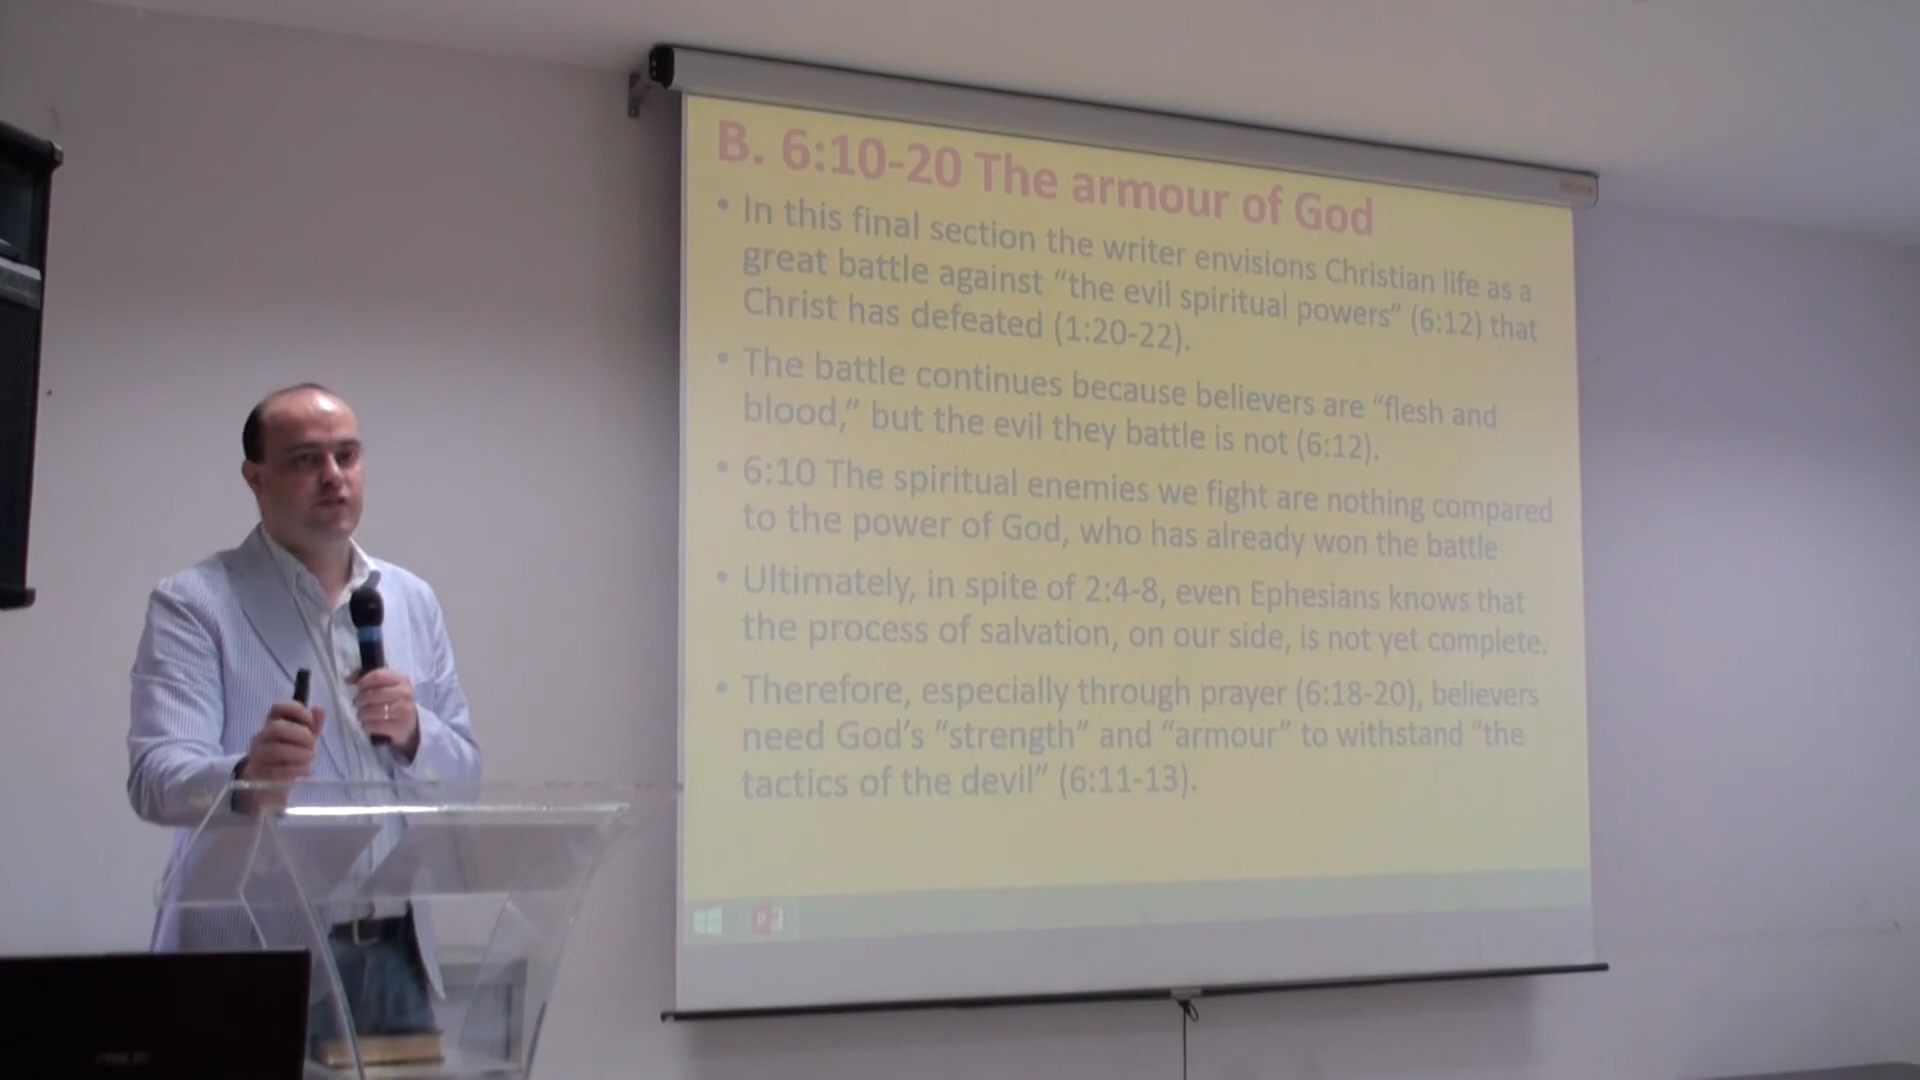 B. 6:10-20 The armour of God
• In this final section the writer envisions Christian life as a
great battle against “the evil spiritual powers” (6:12) that
Christ has defeated (1:20-22).
• The battle continues because believers are “flesh and
blood,” but the evil they battle is not (6:12).
• 6:10 The spiritual enemies we fight are nothing compared
to the power of God, who has already won the battle
• Ultimately, in spite of 2:4-8, even Ephesians knows that
the process of salvation, on our side, is not yet complete.
• Therefore, especially through prayer (6:18-20), believers
need God’s “strength” and “armour” to withstand “the
tactics of the devil” (6:11-13).